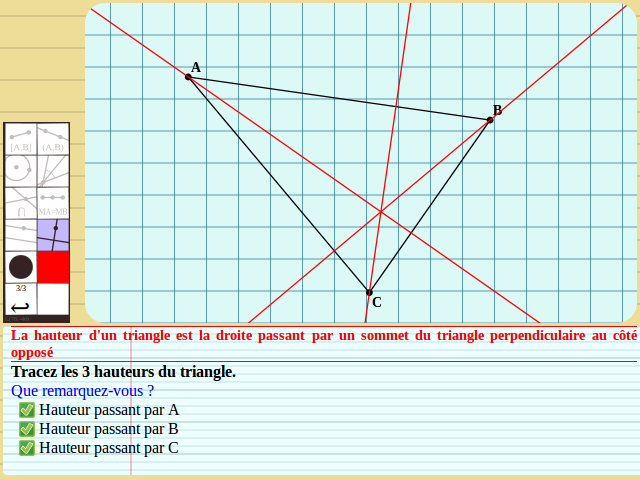 A
B
C
[A,B] (A,B)
∩ MA=MB
3/3
La hauteur d'un triangle est la droite passant par un sommet du triangle perpendiculaire au côté
opposé
Tracez les 3 hauteurs du triangle.
Que remarquez-vous ?
Hauteur passant par A
Hauteur passant par B
Hauteur passant par C